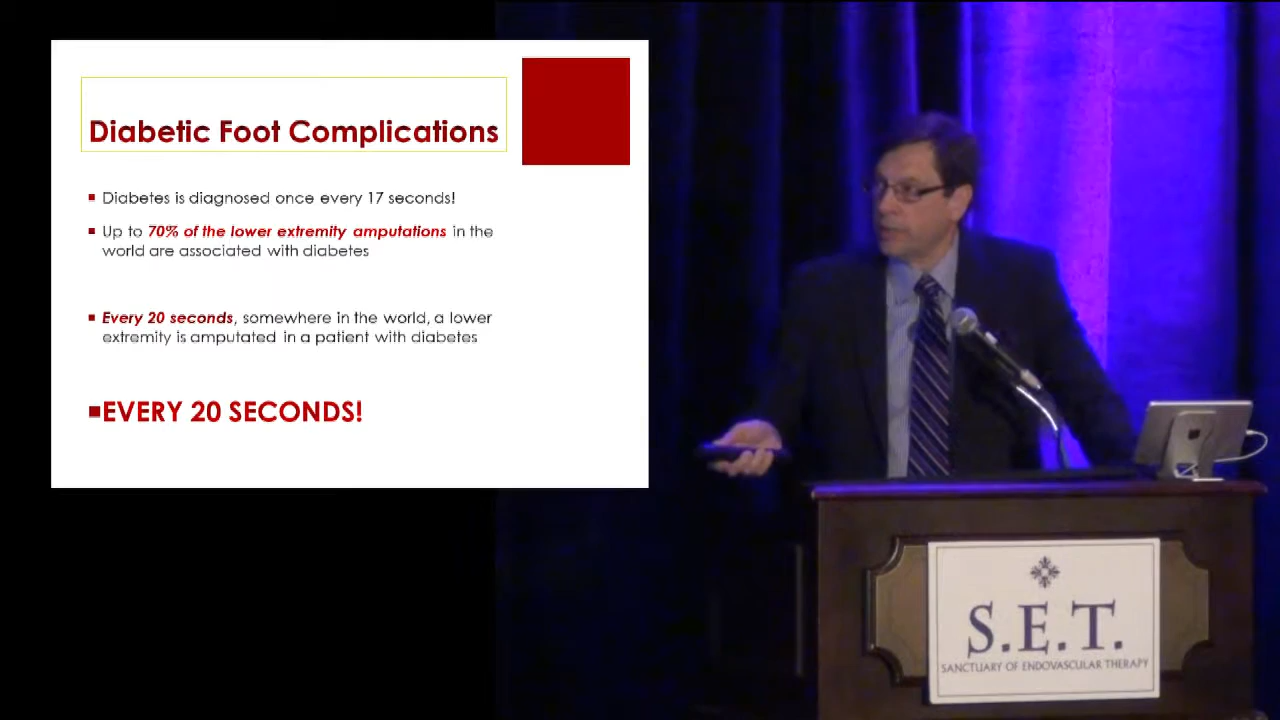 Diabetic Foot Complications
Diabetes is diagnosed once every 17 seconds!
Up to 70% of the lower extremity amputations in the
world are associated with diabetes
Every 20 seconds, somewhere in the world, a lower
extremity is amputated in a patient with diabetes
EVERY 20 SECONDS!
S.E.T.
SANCTUARY OF ENDOVASCULAR THERAPY